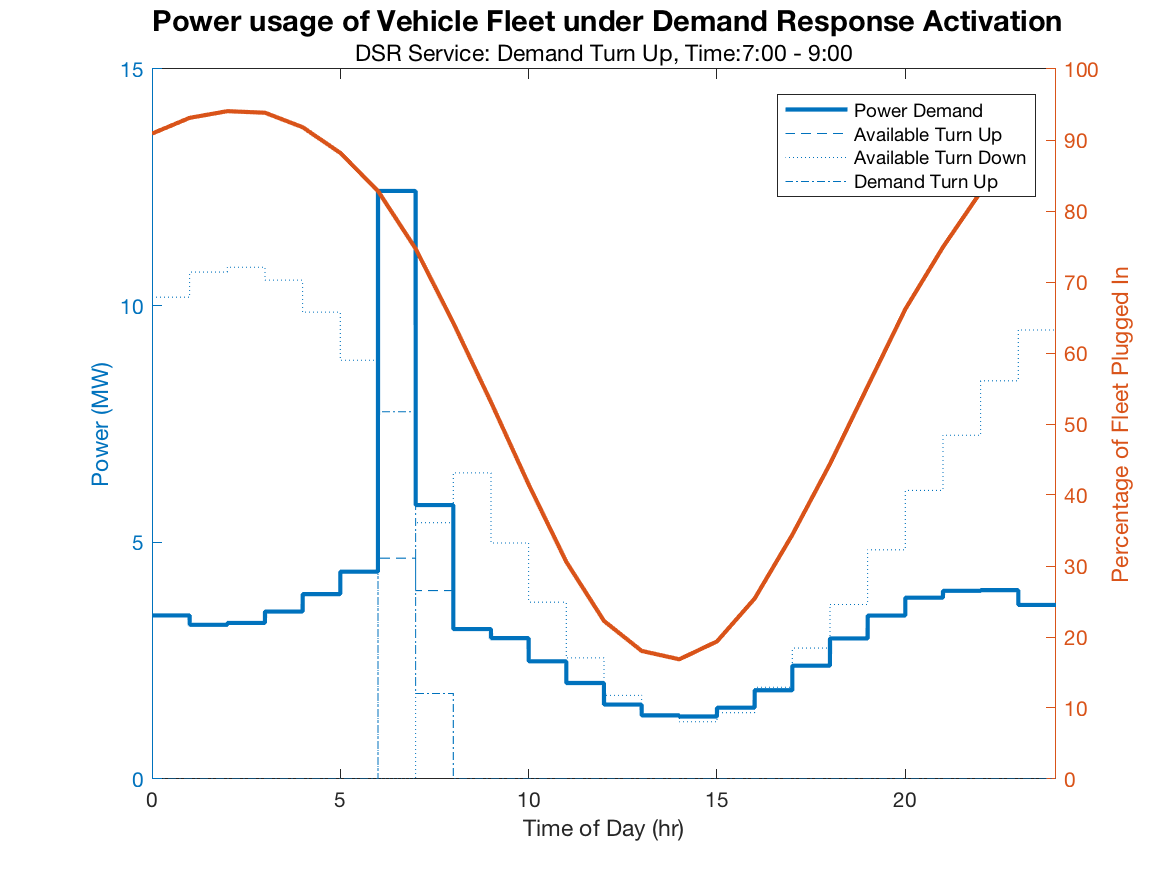 Power usage of Vehicle Fleet under Demand Response Activation
DSR Service: Demand Turn Up, Time:7:00 - 9:00
Power Demand
Available Turn Up
Available Turn Down
Demand Turn Up
15
10
5
0
Power (MW)
100
90
80
70
60
50
40
30
20
10
0
Percentage of Fleet Plugged In
0
5
10
15
20
Time of Day (hr)